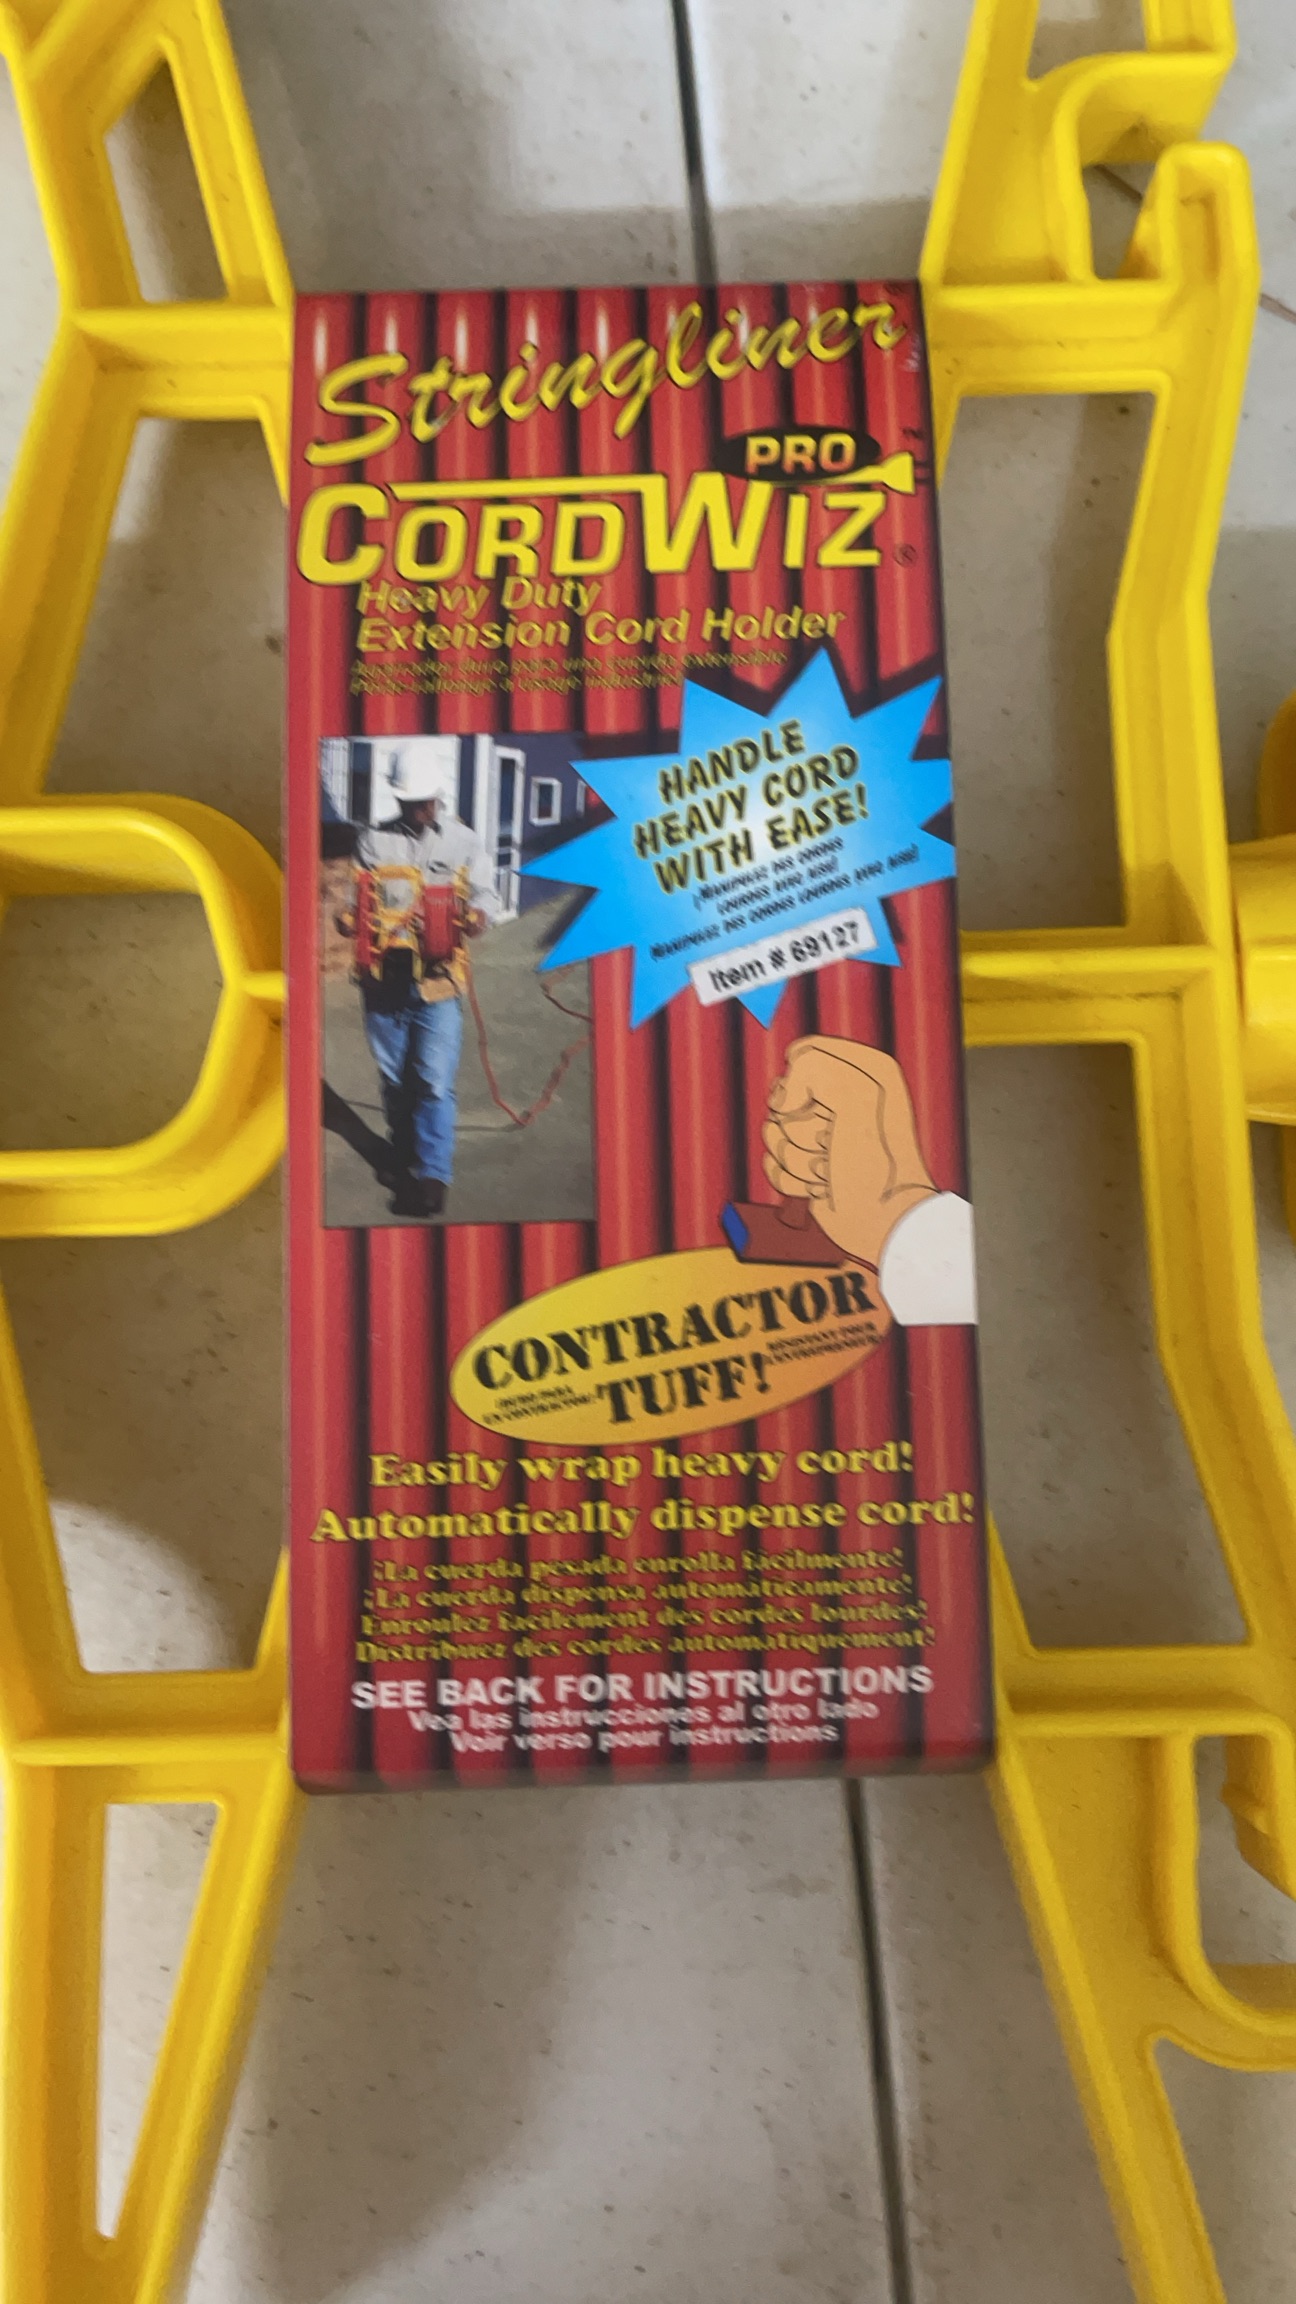 Stringliner
PRO
CORDWIZ®
Heavy Duty
Extension Cord Holder
HANDLE
HEAVY CORD
WITH EASE!
Item # 69127
CONTRACTOR
TUFF!
Easily wrap heavy cord!
Automatically dispense cord!
¡La cuerda pesada enrolla fácilmente!
¡La cuerda dispensa automáticamente!
Enroulez facilement des cordes lourdes!
Distribuez des cordes automatiquement!
SEE BACK FOR INSTRUCTIONS
Vea las instrucciones al otro lado
Voir verso pour instructions